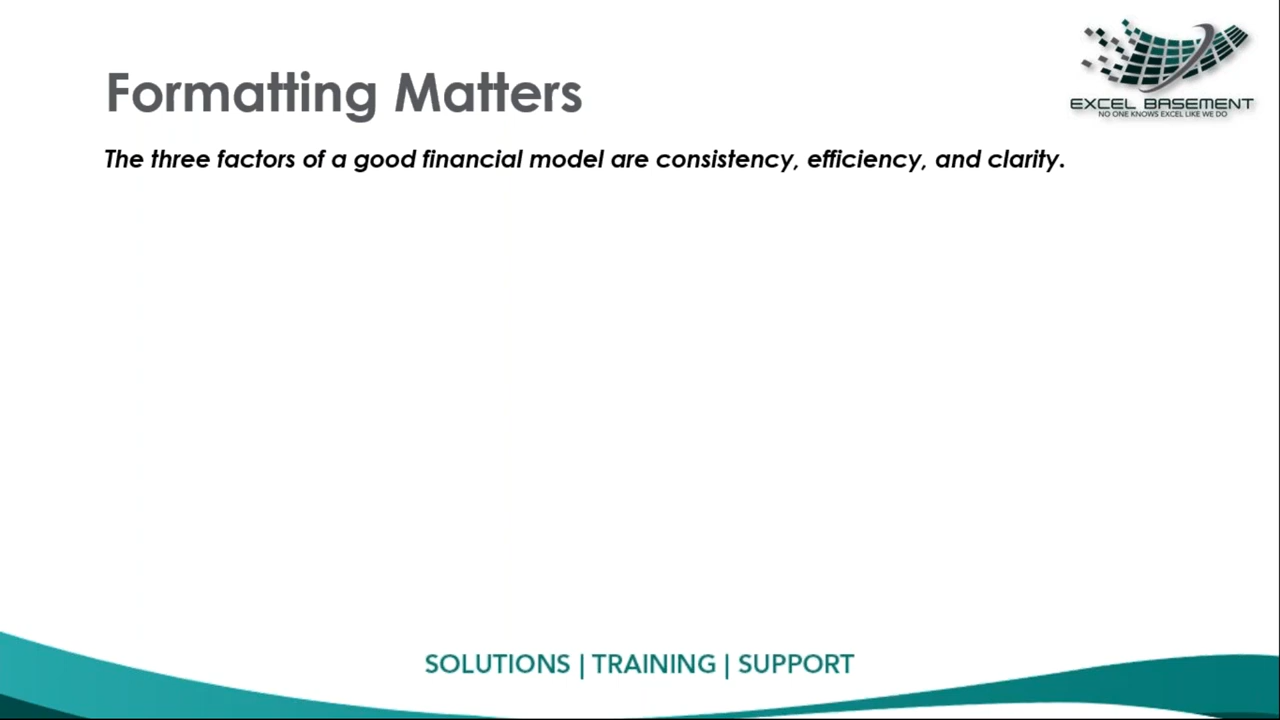 Formatting Matters
EXCEL BASEMENT
NO ONE KNOWS EXCEL LIKE WE DO
The three factors of a good financial model are consistency, efficiency, and clarity.
SOLUTIONS | TRAINING | SUPPORT